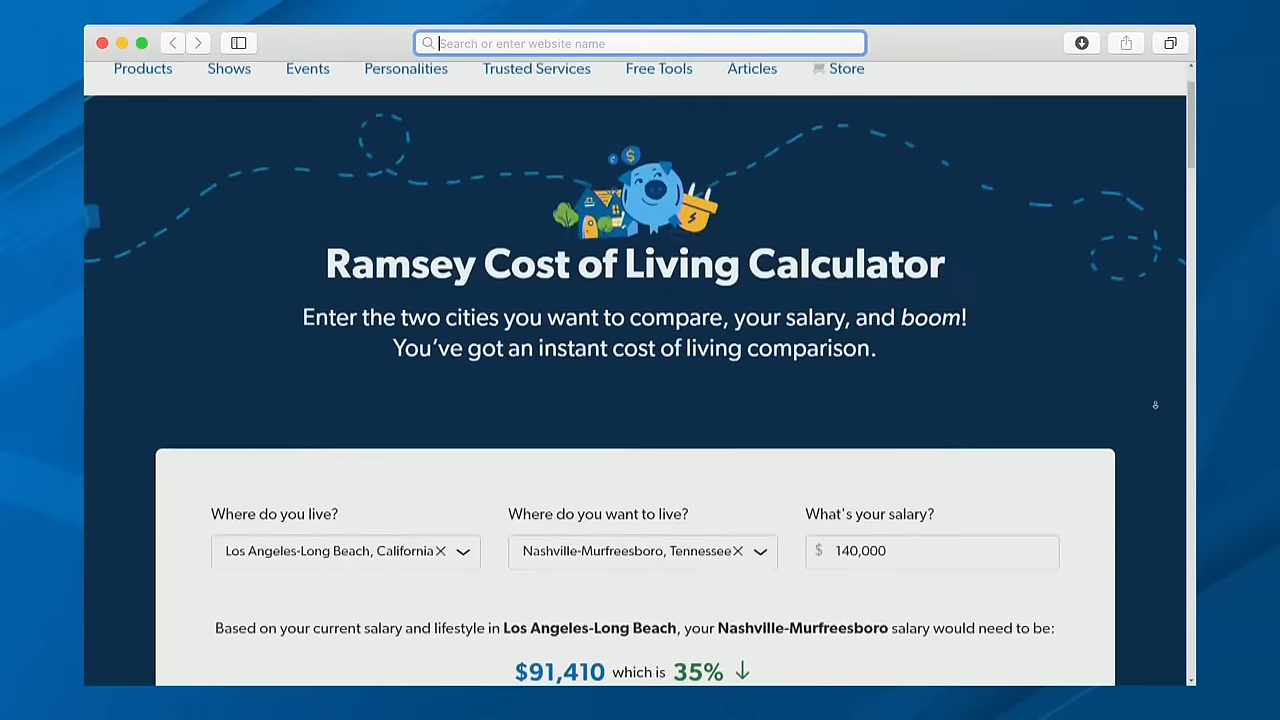 Search or enter website name
Products Shows Events Personalities Trusted Services Free Tools Articles Store
$
Ramsey Cost of Living Calculator
Enter the two cities you want to compare, your salary, and boom!
You've got an instant cost of living comparison.
Where do you live? Where do you want to live? What's your salary?
Los Angeles-Long Beach, California Nashville-Murfreesboro, Tennessee $ 140,000
Based on your current salary and lifestyle in Los Angeles-Long Beach, your Nashville-Murfreesboro salary would need to be:
$91,410 which is 35% ↓